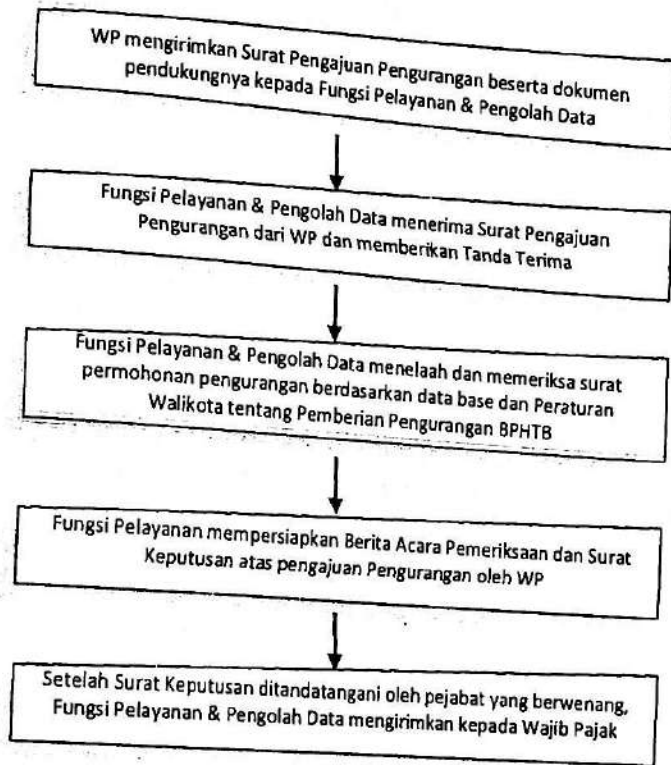 WP mengirimkan Surat Pengajuan Pengurangan beserta dokumen
pendukungnya kepada Fungsi Pelayanan & Pengolah Data
Fungsi Pelayanan & Pengolah Data menerima Surat Pengajuan
Pengurangan dari WP dan memberikan Tanda Terima
Fungsi Pelayanan & Pengolah Data menelaah dan memeriksa surat
permohonan pengurangan berdasarkan data base dan Peraturan
Walikota tentang Pemberian Pengurangan BPHTB
Fungsi Pelayanan mempersiapkan Berita Acara Pemeriksaan dan Surat
Keputusan atas pengajuan Pengurangan oleh WP
Setelah Surat Keputusan ditandatangani oleh pejabat yang berwenang,
Fungsi Pelayanan & Pengolah Data mengirimkan kepada Wajib Pajak